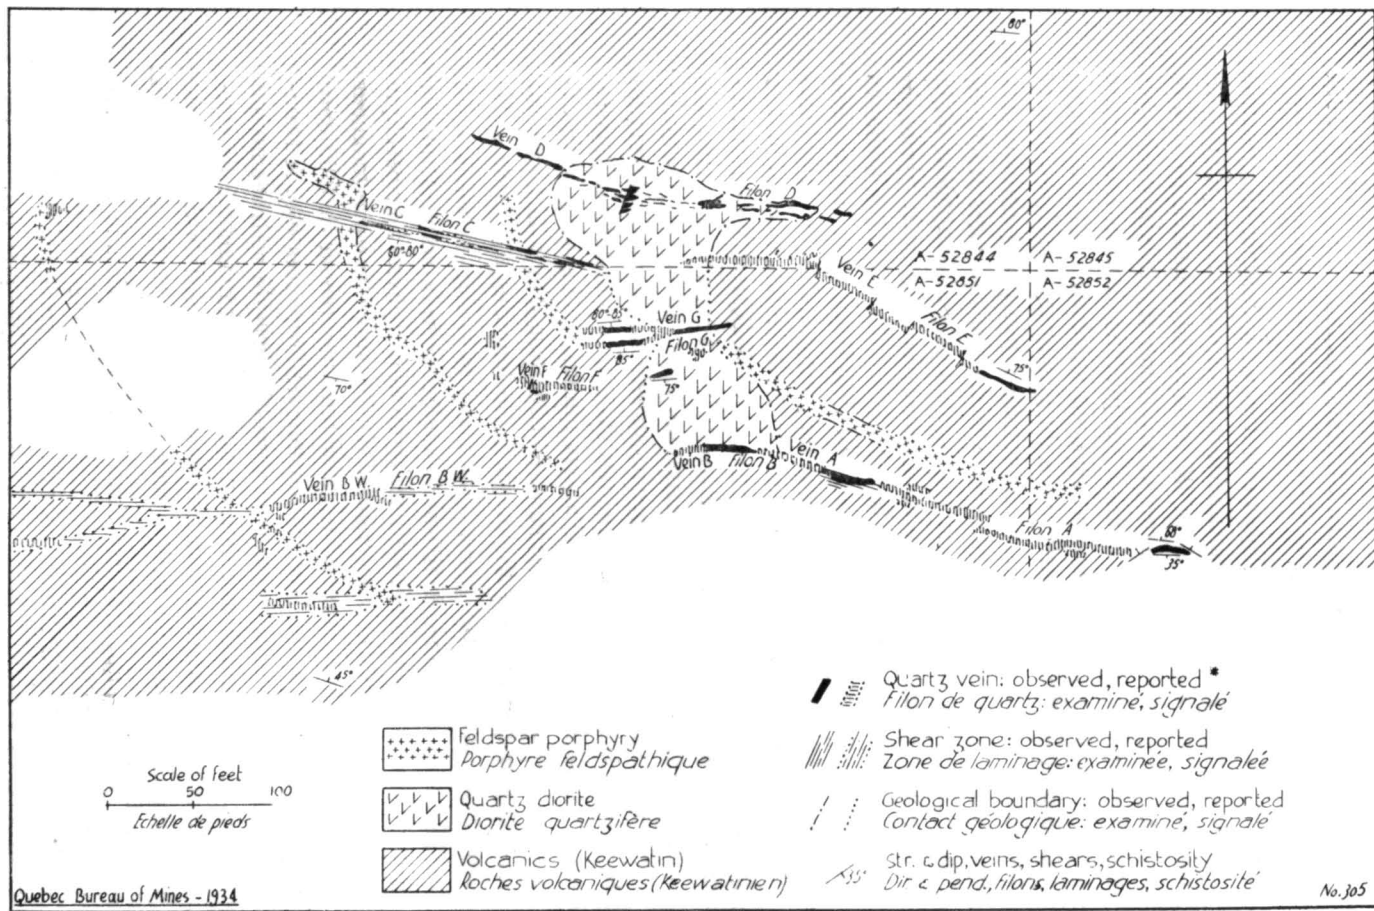 80°
Vein D
Filon D
Vein C
Filon C
60°-80°
Vein E
Filon E
A-52844
A-52845
A-52851
A-52852
80°-85°
Vein G
Filon G
85°
80°
75°
75°
70°
Vein F
Filon F
Vein B
Filon B
Vein A
Filon A
Vein B W.
Filon B W.
35°
45°
Quartz vein: observed, reported *
Filon de quartz: examiné, signalé
Feldspar porphyry
Porphyre feldspathique
Shear zone: observed, reported
Zone de laminage: examinée, signaleé
Scale of feet
0 50 100
Echelle de pieds
Quartz diorite
Diorite quartzifère
Geological boundary: observed, reported
Contact géologique: examiné, signalé
Volcanics (Keewatin)
Roches volcaniques (Keewatinien)
35°
Str. & dip, veins, shears, schistosity
Dir & pend., filons, laminages, schistosité
Quebec Bureau of Mines - 1934
No. 305